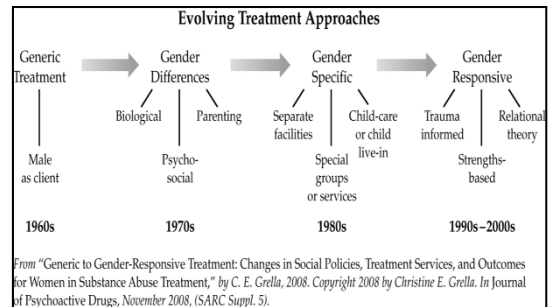 Evolving Treatment Approaches
Generic Treatment
Gender Differences
Gender Specific
Gender Responsive
Male as client
Biological
Psycho-social
Parenting
Separate facilities
Special groups or services
Child-care or child live-in
Trauma informed
Strengths-based
Relational theory
1960s
1970s
1980s
1990s–2000s
From “Generic to Gender-Responsive Treatment: Changes in Social Policies, Treatment Services, and Outcomes
for Women in Substance Abuse Treatment,” by C. E. Grella, 2008. Copyright 2008 by Christine E. Grella. In Journal
of Psychoactive Drugs, November 2008, (SARC Suppl. 5).